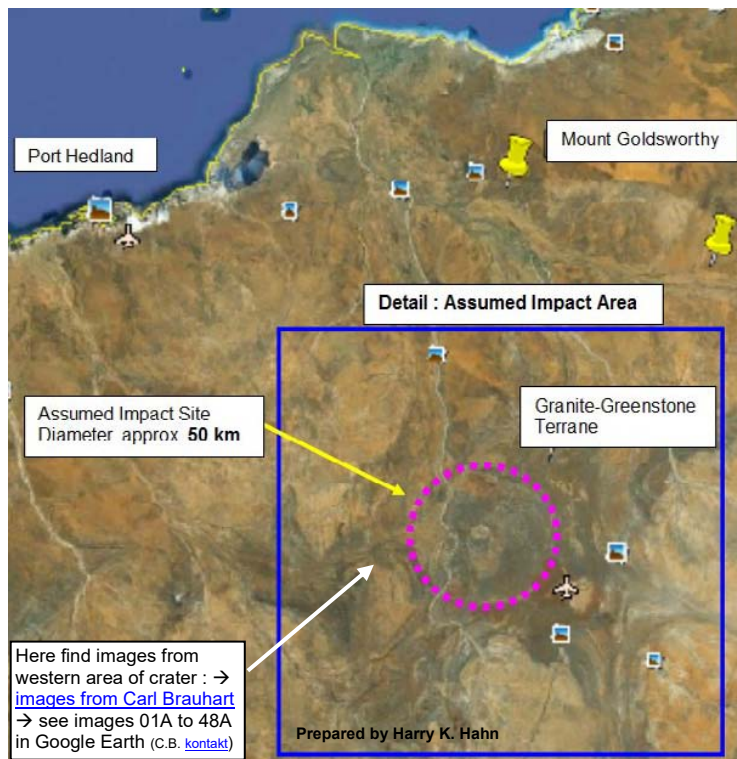 Port Hedland
Mount Goldsworthy
Detail : Assumed Impact Area
Assumed Impact Site
Diameter approx 50 km
Granite-Greenstone
Terrane
Here find images from
western area of crater : →
images from Carl Brauhart
→ see images 01A to 48A
in Google Earth (C.B. kontakt)
Prepared by Harry K. Hahn